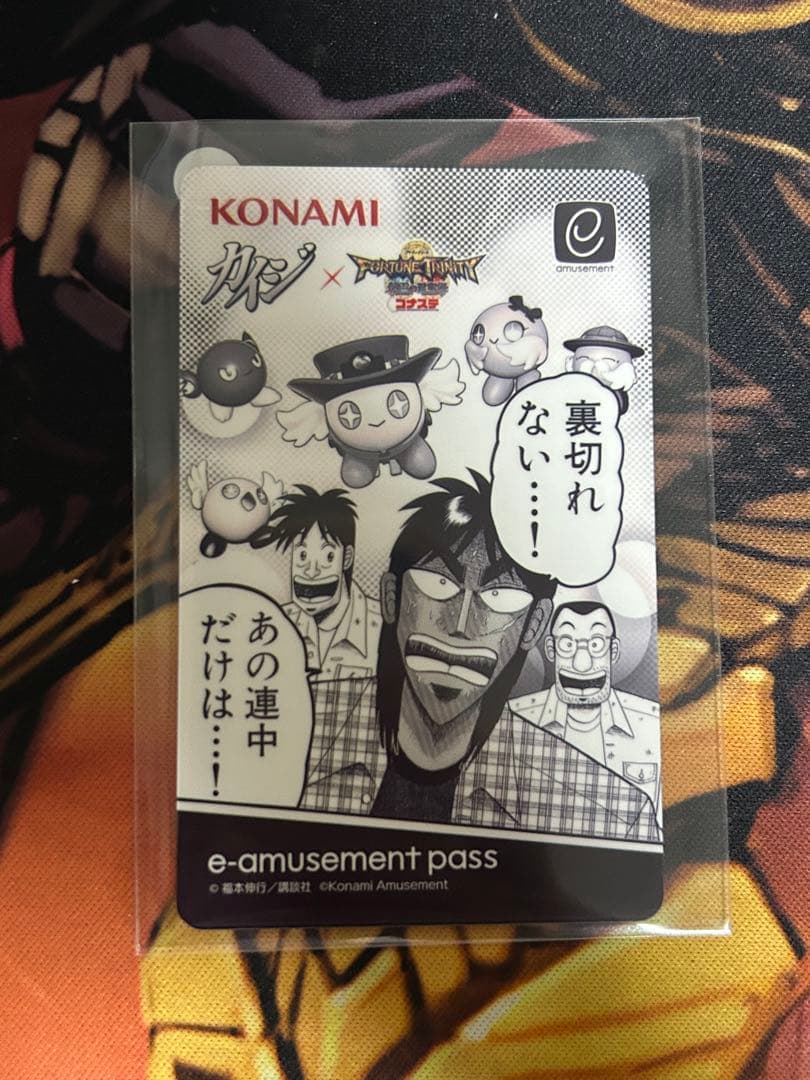 KONAMI
e
amusement
カイジ × FORTUNE TRINITY
コナステ
裏切れ
ない…!
あの連中
だけは…!
e-amusement pass
© 福本伸行/講談社 ©Konami Amusement